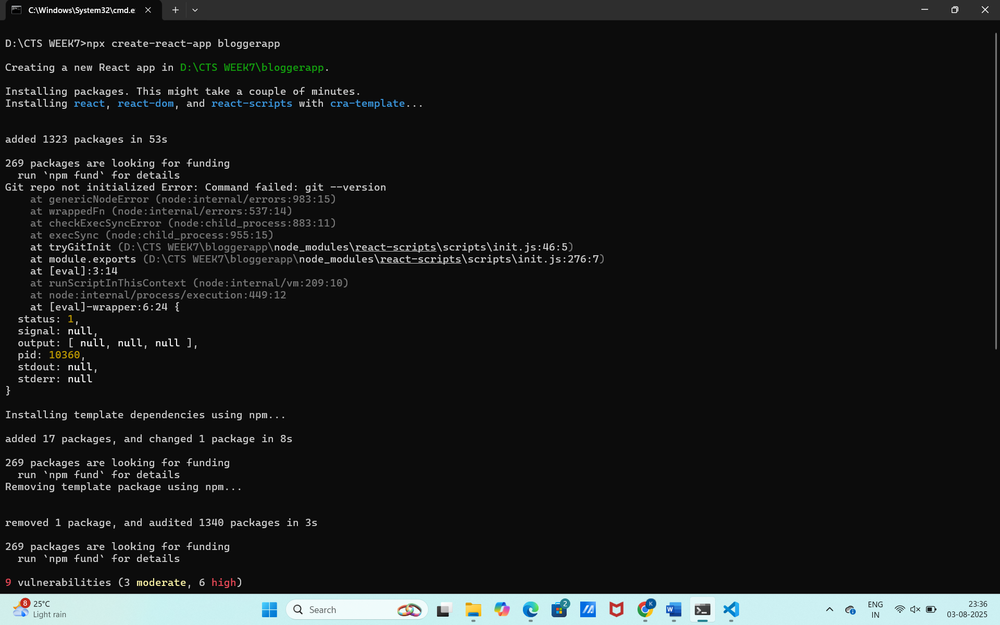 C:\Windows\System32\cmd.e
D:\CTS WEEK7>npx create-react-app bloggerapp
Creating a new React app in D:\CTS WEEK7\bloggerapp.
Installing packages. This might take a couple of minutes.
Installing react, react-dom, and react-scripts with cra-template...
added 1323 packages in 53s
269 packages are looking for funding
  run `npm fund` for details
Git repo not initialized Error: Command failed: git --version
    at genericNodeError (node:internal/errors:983:15)
    at wrappedFn (node:internal/errors:537:14)
    at checkExecSyncError (node:child_process:883:11)
    at execSync (node:child_process:955:15)
    at tryGitInit (D:\CTS WEEK7\bloggerapp\node_modules\react-scripts\scripts\init.js:46:5)
    at module.exports (D:\CTS WEEK7\bloggerapp\node_modules\react-scripts\scripts\init.js:276:7)
    at [eval]:3:14
    at runScriptInThisContext (node:internal/vm:209:10)
    at node:internal/process/execution:449:12
    at [eval]-wrapper:6:24 {
  status: 1,
  signal: null,
  output: [ null, null, null ],
  pid: 10360,
  stdout: null,
  stderr: null
}
Installing template dependencies using npm...
added 17 packages, and changed 1 package in 8s
269 packages are looking for funding
  run `npm fund` for details
Removing template package using npm...
removed 1 package, and audited 1340 packages in 3s
269 packages are looking for funding
  run `npm fund` for details
9 vulnerabilities (3 moderate, 6 high)
8
25°C
Light rain
Search
2
K
W
ENG
IN
23:36
03-08-2025